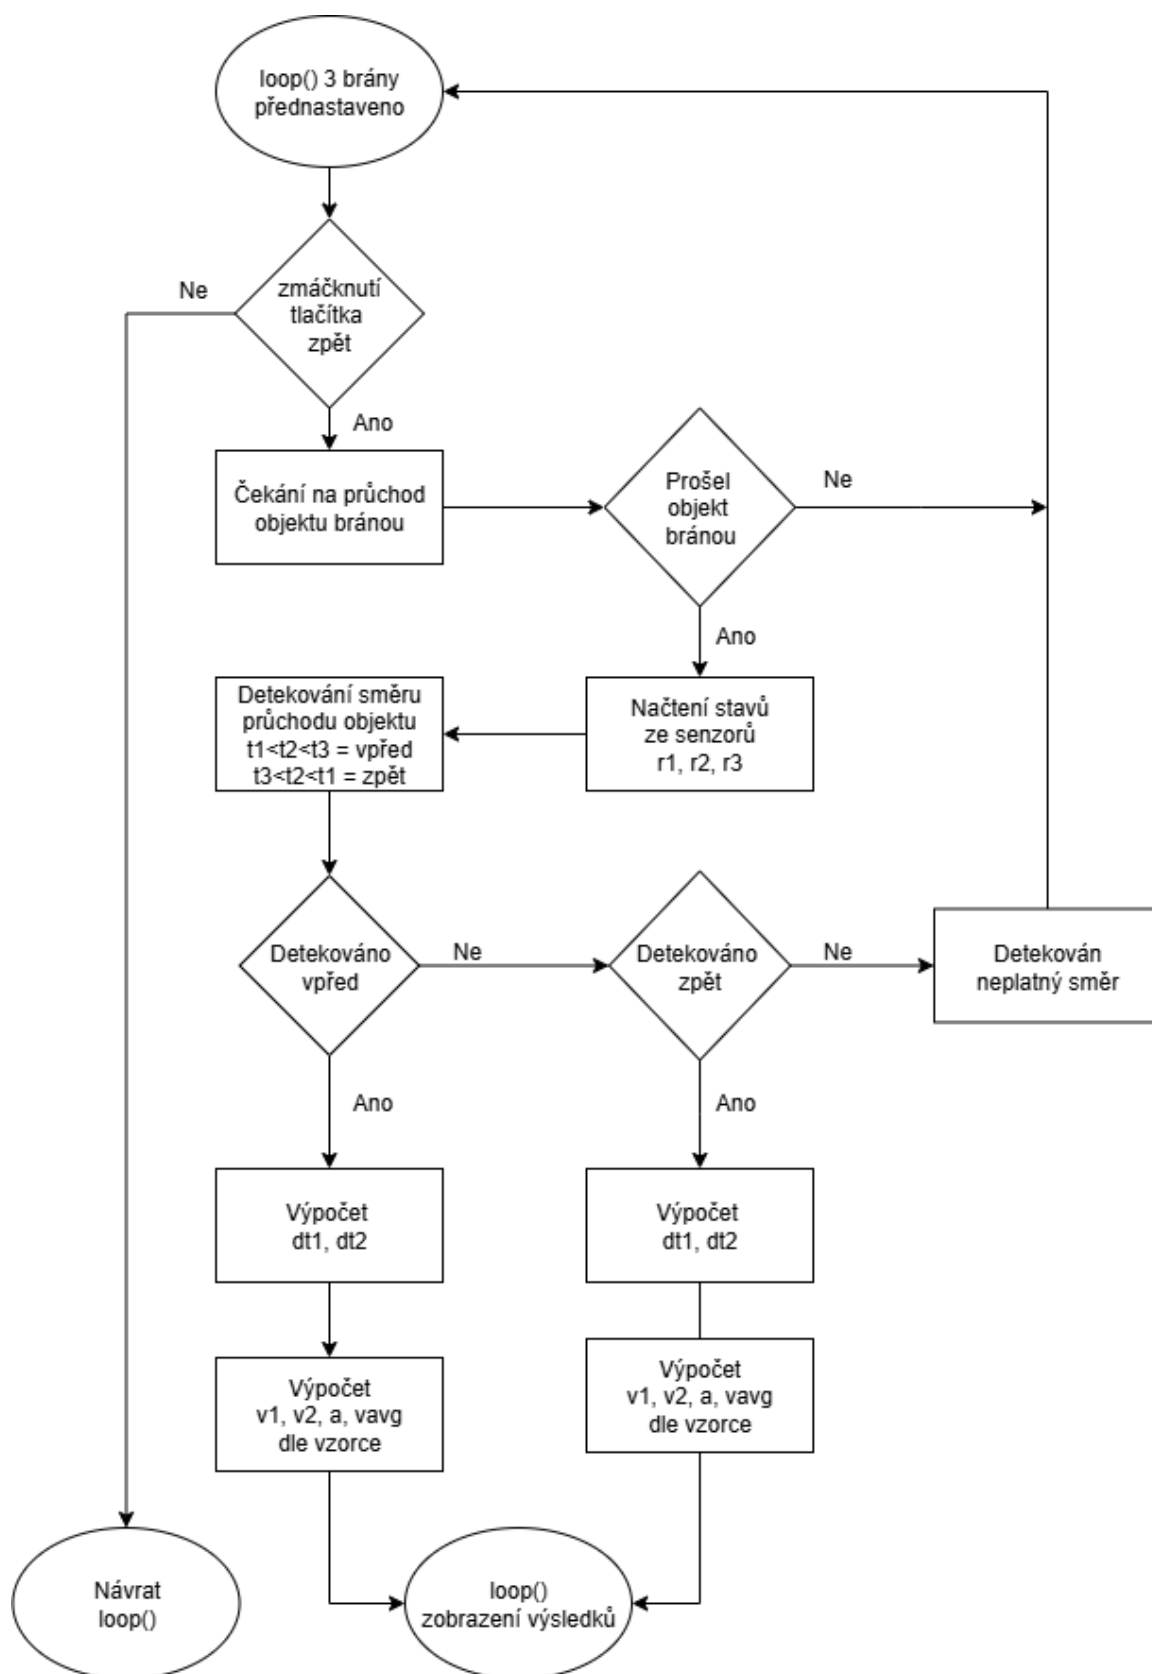 loop() 3 brány
přednastaveno
Ne
zmáčknutí
tlačítka
zpět
Ano
Čekání na průchod
objektu bránou
Prošel
objekt
bránou
Ne
Ano
Načtení stavů
ze senzorů
r1, r2, r3
Detekování směru
průchodu objektu
t1<t2<t3 = vpřed
t3<t2<t1 = zpět
Detekováno
vpřed
Ne
Detekováno
zpět
Ne
Detekován
neplatný směr
Ano
Ano
Výpočet
dt1, dt2
Výpočet
dt1, dt2
Výpočet
v1, v2, a, vavg
dle vzorce
Výpočet
v1, v2, a, vavg
dle vzorce
Návrat
loop()
loop()
zobrazení výsledků